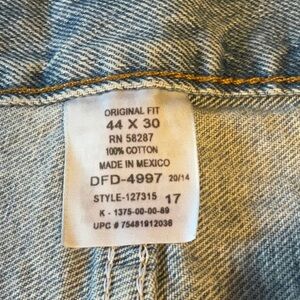 ORIGINAL FIT
44 X 30
RN 58287
100% COTTON
MADE IN MEXICO
DFD-4997 20/14
STYLE-127315 17
K - 1375-00-00-89
UPC # 75481912036